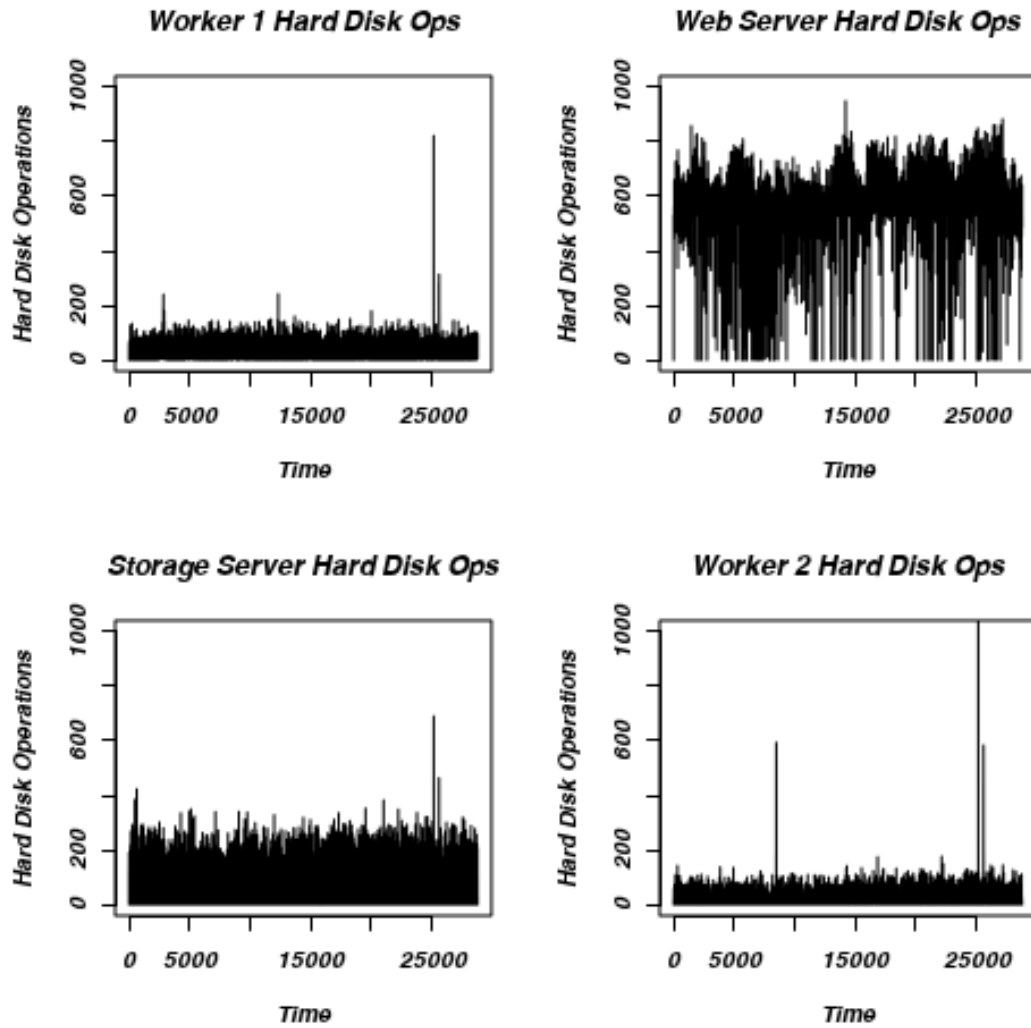 Worker 1 Hard Disk Ops
Hard Disk Operations
0 200 600 1000
0 5000 15000 25000
Time
Web Server Hard Disk Ops
Hard Disk Operations
0 200 600 1000
0 5000 15000 25000
Time
Storage Server Hard Disk Ops
Hard Disk Operations
0 200 600 1000
0 5000 15000 25000
Time
Worker 2 Hard Disk Ops
Hard Disk Operations
0 200 600 1000
0 5000 15000 25000
Time